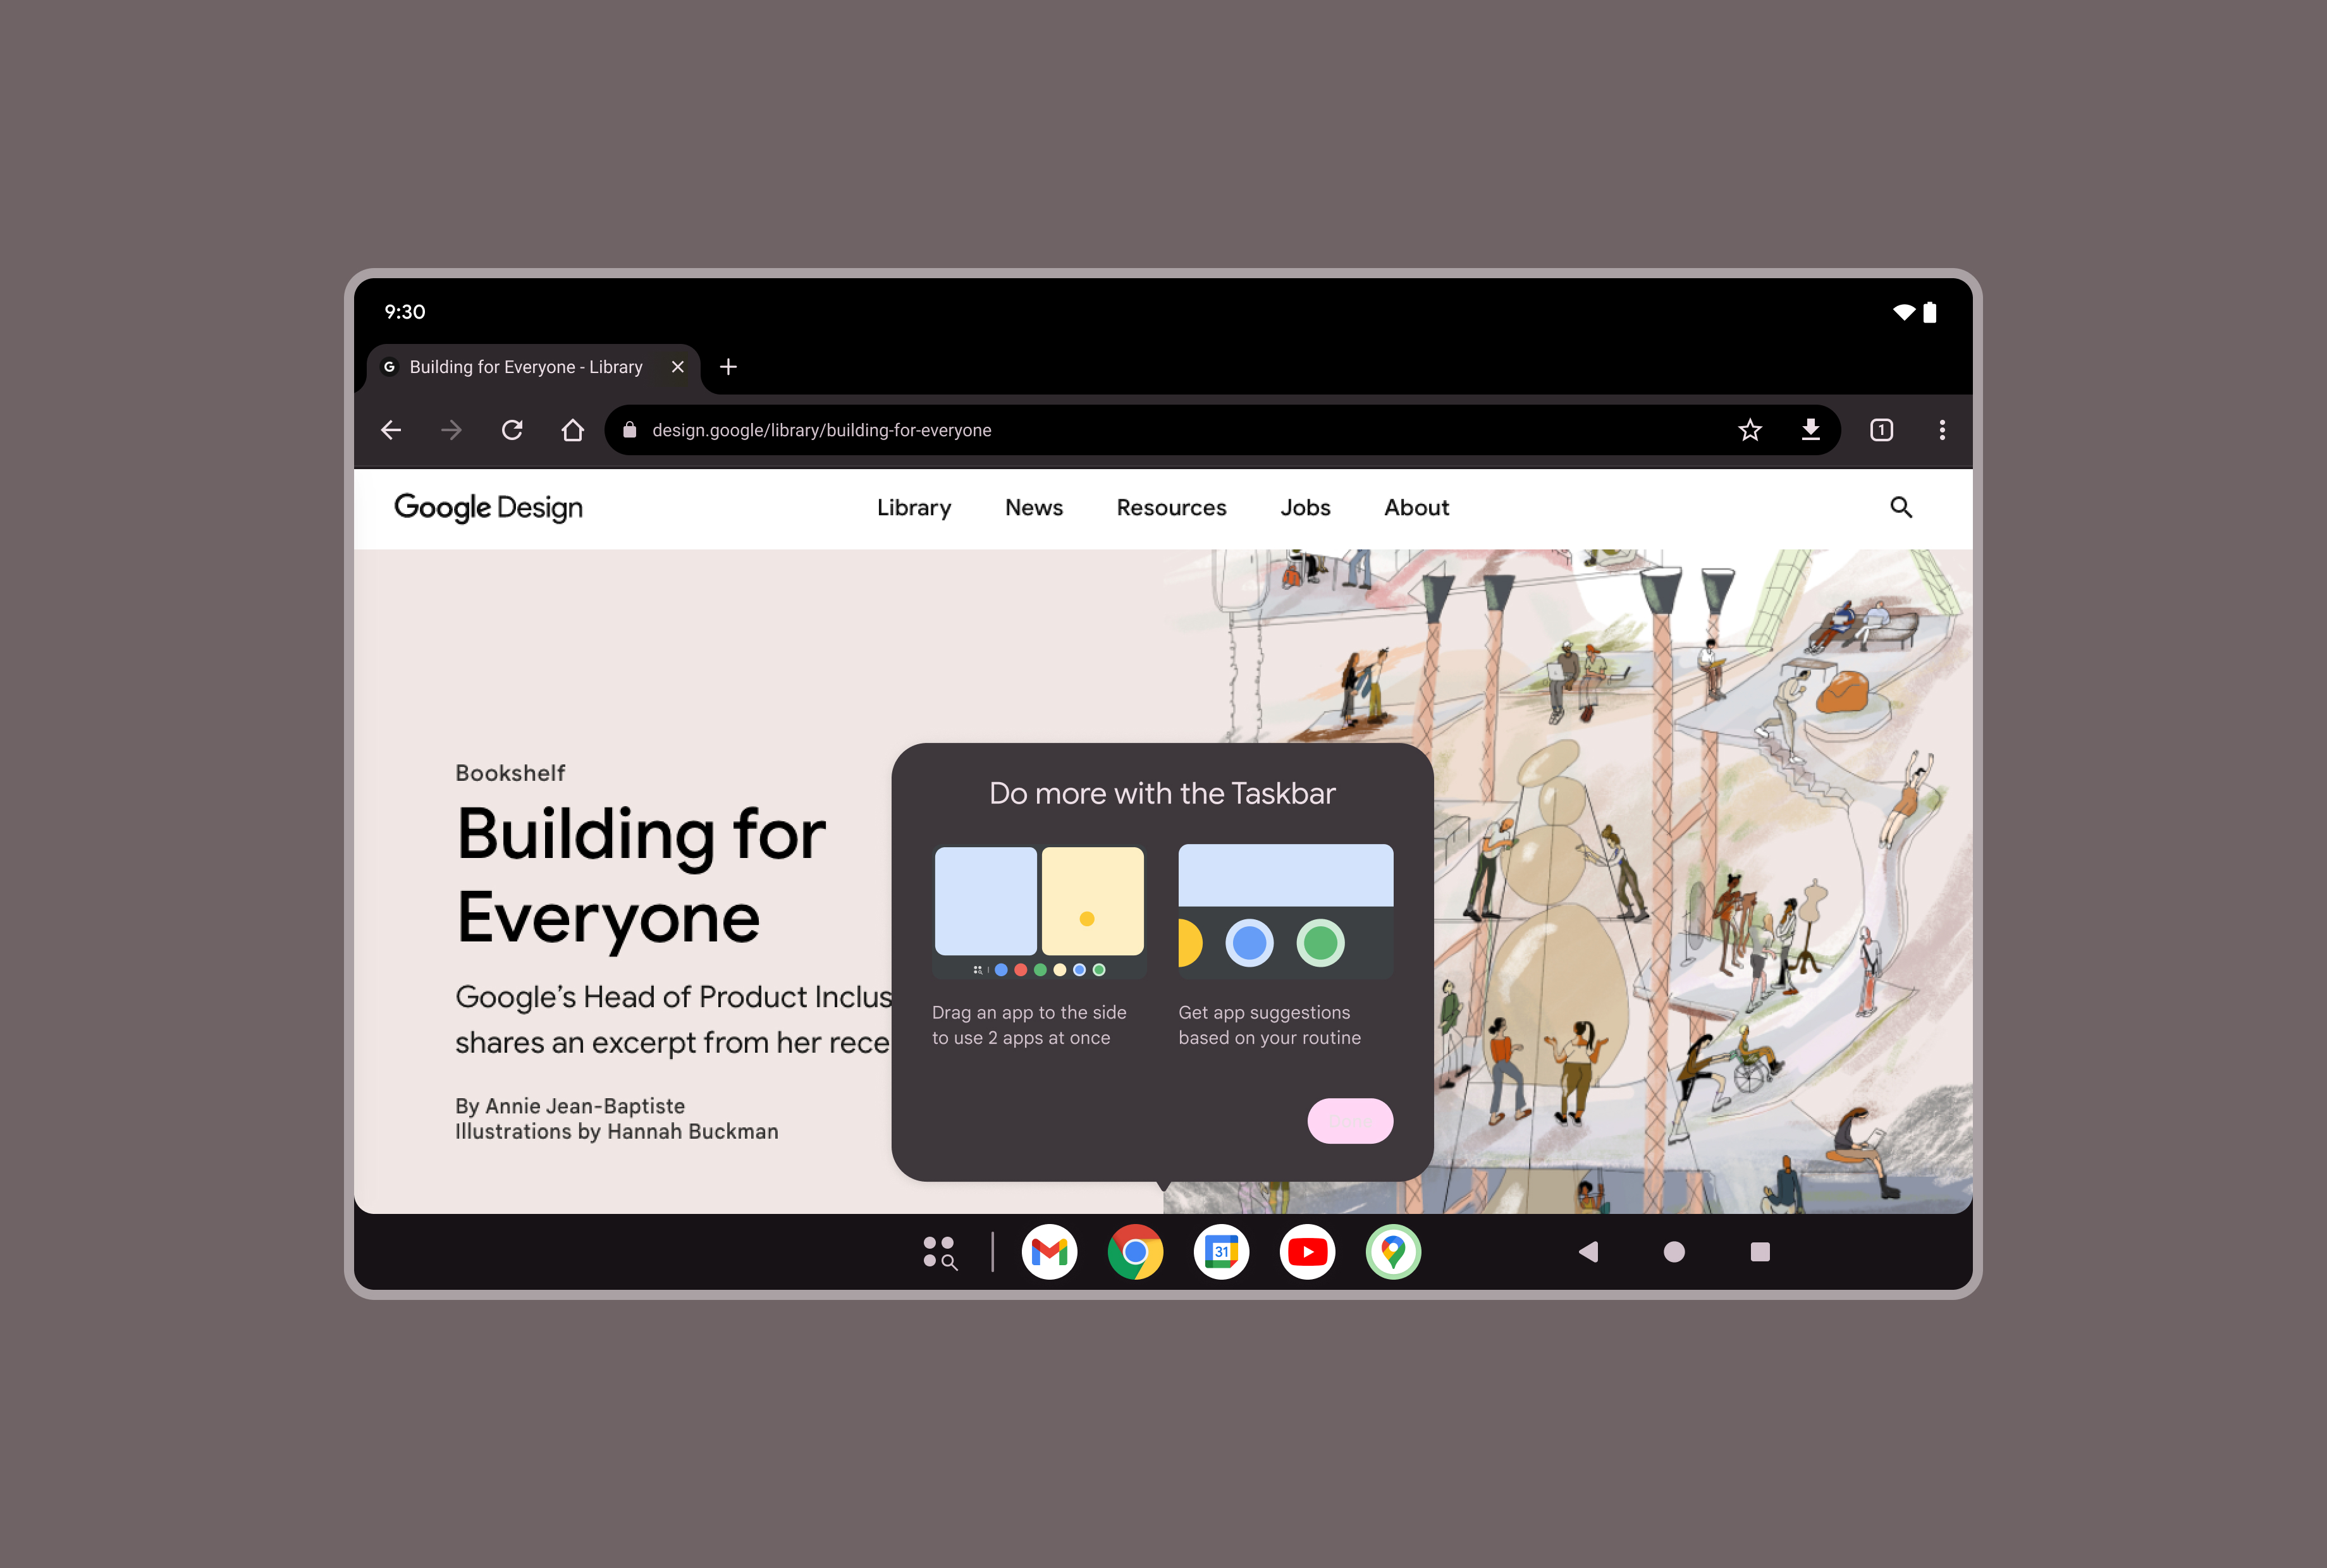 9:30
Building for Everyone - Library
design.google/library/building-for-everyone
1
Google Design
Library
News
Resources
Jobs
About
Bookshelf
Building for
Everyone
Google’s Head of Product Inclus
shares an excerpt from her rece
By Annie Jean-Baptiste
Illustrations by Hannah Buckman
Do more with the Taskbar
Drag an app to the side
to use 2 apps at once
Get app suggestions
based on your routine
31